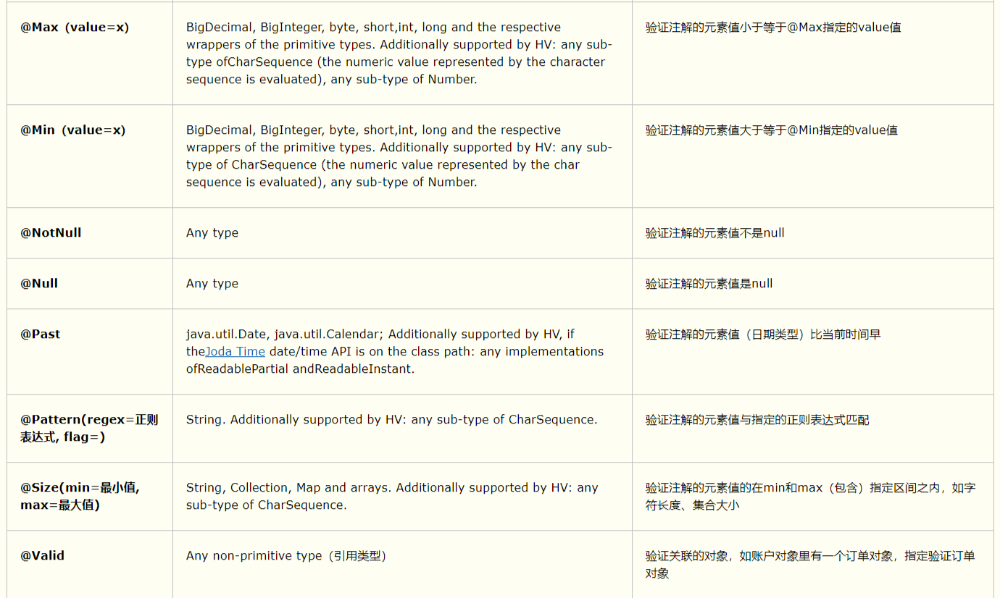 @Max (value=x)
BigDecimal, BigInteger, byte, short,int, long and the respective
wrappers of the primitive types. Additionally supported by HV: any sub-
type ofCharSequence (the numeric value represented by the character
sequence is evaluated), any sub-type of Number.
验证注解的元素值小于等于@Max指定的value值
@Min (value=x)
BigDecimal, BigInteger, byte, short,int, long and the respective
wrappers of the primitive types. Additionally supported by HV: any sub-
type of CharSequence (the numeric value represented by the char
sequence is evaluated), any sub-type of Number.
验证注解的元素值大于等于@Min指定的value值
@NotNull
Any type
验证注解的元素值不是null
@Null
Any type
验证注解的元素值是null
@Past
java.util.Date, java.util.Calendar; Additionally supported by HV, if
theJoda Time date/time API is on the class path: any implementations
ofReadablePartial andReadableInstant.
验证注解的元素值（日期类型）比当前时间早
@Pattern(regex=正则
表达式, flag=)
String. Additionally supported by HV: any sub-type of CharSequence.
验证注解的元素值与指定的正则表达式匹配
@Size(min=最小值,
max=最大值)
String, Collection, Map and arrays. Additionally supported by HV: any
sub-type of CharSequence.
验证注解的元素值的在min和max（包含）指定区间之内，如字
符长度、集合大小
@Valid
Any non-primitive type（引用类型）
验证关联的对象，如账户对象里有一个订单对象，指定验证订单
对象